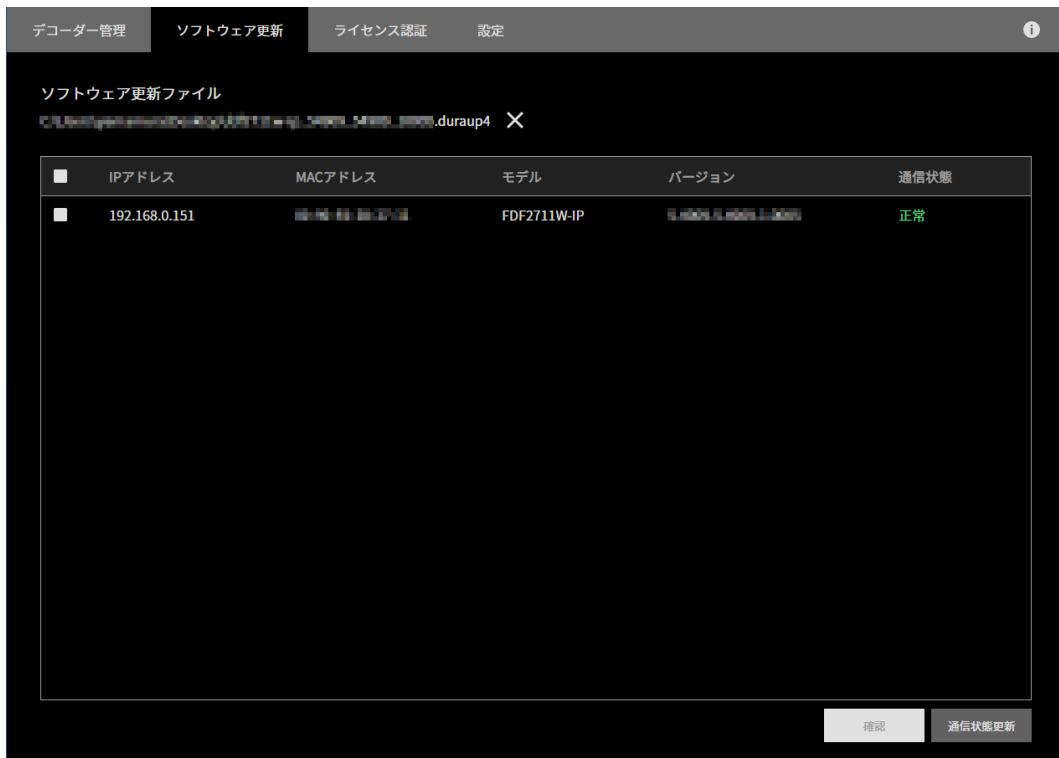 デコーダー管理 ソフトウェア更新 ライセンス認証 設定
ソフトウェア更新ファイル
.duraup4
IPアドレス MACアドレス モデル バージョン 通信状態
192.168.0.151 FDF2711W-IP 正常
確認 通信状態更新